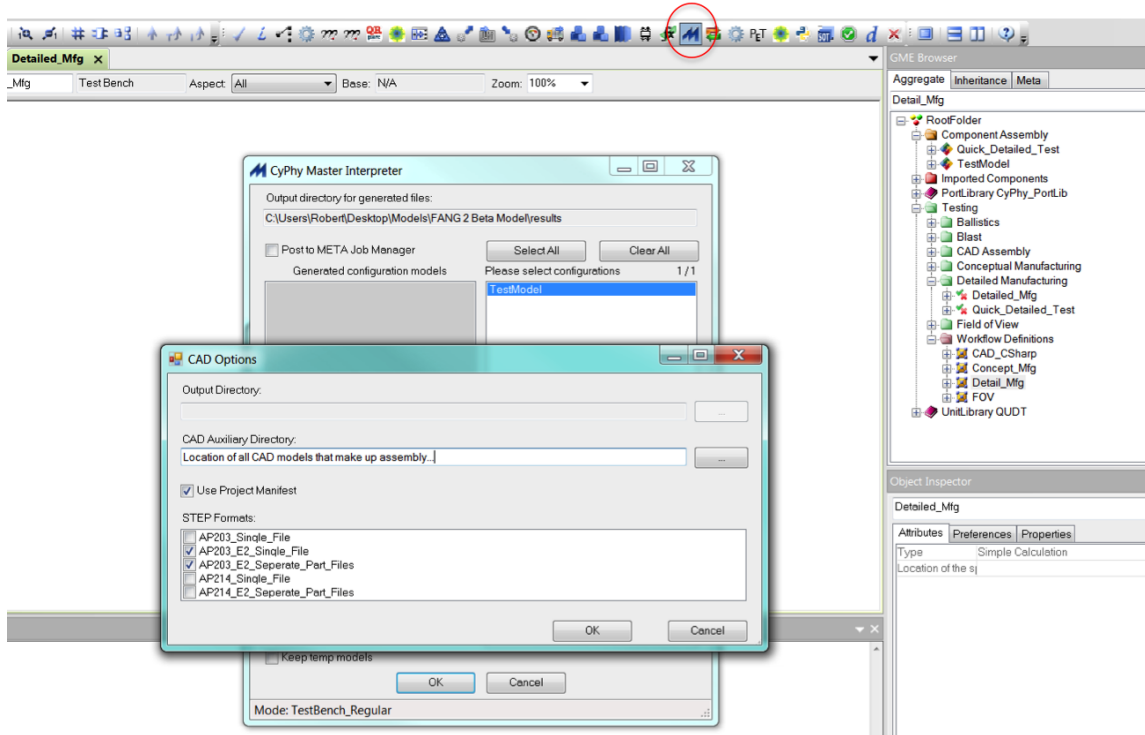 Detailed_Mfg X
GME Browser
_Mfg Test Bench Aspect: All Base: N/A Zoom: 100%
Aggregate Inheritance Meta
Detail_Mfg
RootFolder
Component Assembly
Quick_Detailed_Test
TestModel
Imported Components
PortLibrary CyPhy_PortLib
Testing
Ballistics
Blast
CAD Assembly
Conceptual Manufacturing
Detailed Manufacturing
Detailed_Mfg
Quick_Detailed_Test
Field of View
Workflow Definitions
CAD_CSharp
Concept_Mfg
Detail_Mfg
FOV
UnitLibrary QUDT
CyPhy Master Interpreter
Output directory for generated files:
C:\Users\Robert\Desktop\Models\FANG 2 Beta Model\results
Post to META Job Manager Select All Clear All
Generated configuration models Please select configurations 1/1
TestModel
CAD Options
Output Directory:
...
CAD Auxiliary Directory:
Location of all CAD models that make up assembly...
...
Use Project Manifest
STEP Formats:
AP203_Single_File
AP203_E2_Single_File
AP203_E2_Seperate_Part_Files
AP214_Single_File
AP214_E2_Seperate_Part_Files
OK Cancel
Keep temp models
OK Cancel
Mode: TestBench_Regular
Object Inspector
Detailed_Mfg
Attributes Preferences Properties
Type Simple Calculation
Location of the